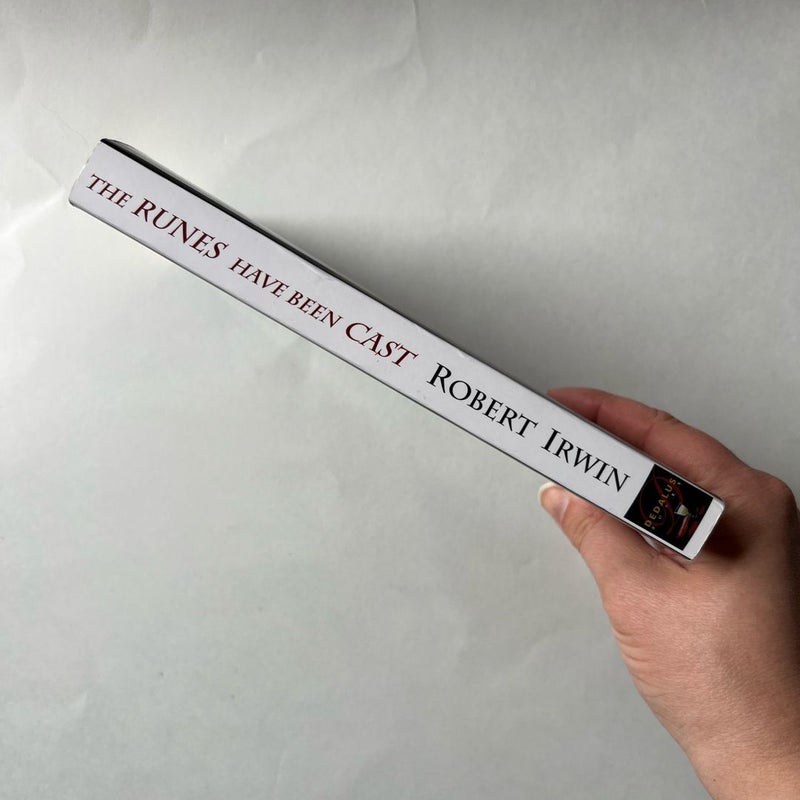 THE RUNES HAVE BEEN CAST ROBERT IRWIN
DEDALUS